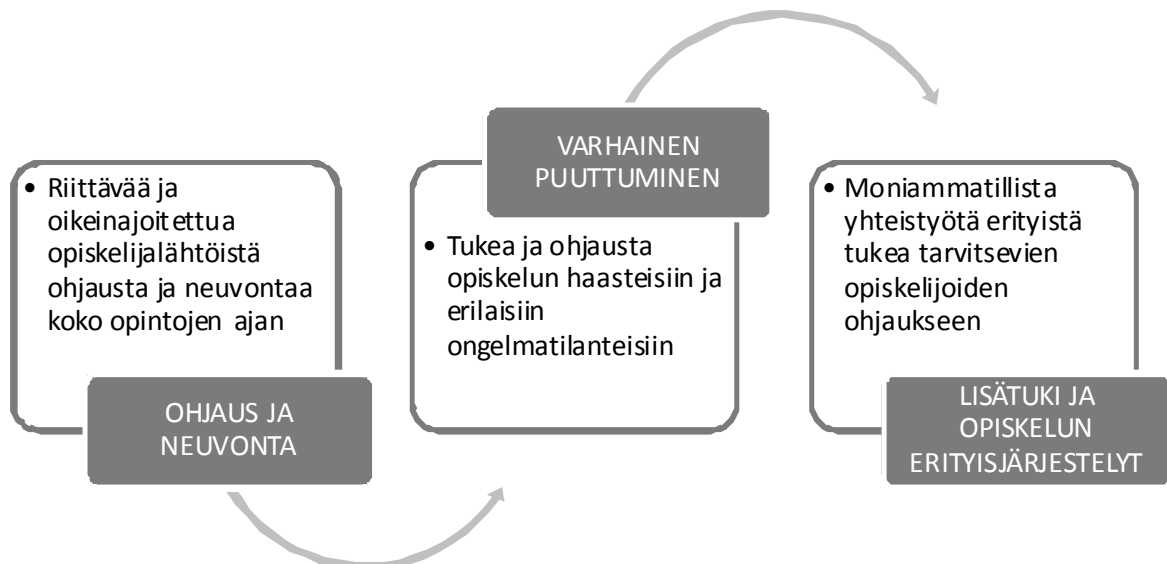 • Riittävää ja
oikeinajoitettua
opiskelijalähtöistä
ohjausta ja neuvontaa
koko opintojen ajan
OHJAUS JA
NEUVONTA
VARHAINEN
PUUTTUMINEN
• Tukea ja ohjausta
opiskelun haasteisiin ja
erilaisiin
ongelmatilanteisiin
• Moniammatillista
yhteistyötä erityistä
tukea tarvitsevien
opiskelijoiden
ohjaukseen
LISÄTUKI JA
OPISKELUN
ERITYISJÄRJESTELYT